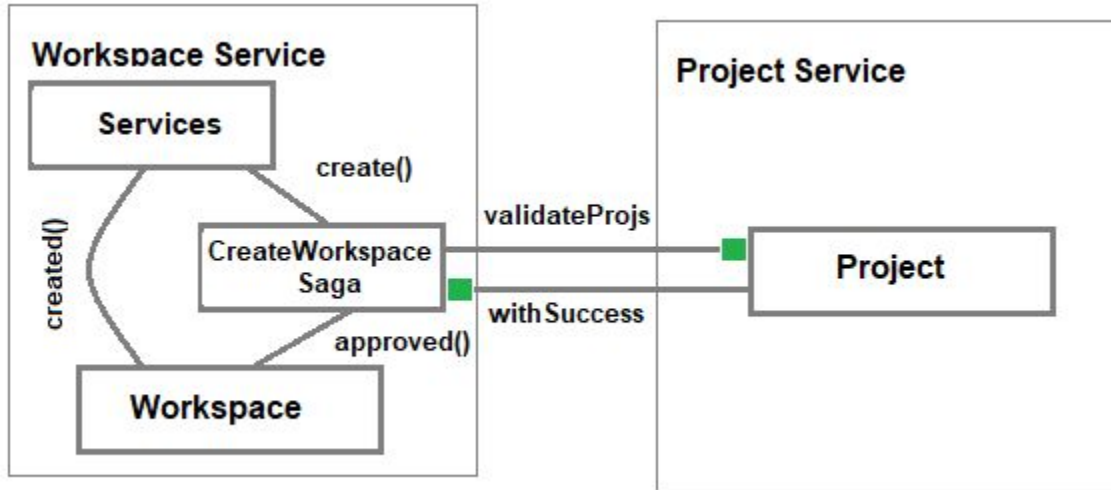 Workspace Service
Project Service
Services
create()
validateProjs
created()
CreateWorkspace
Saga
Project
withSuccess
approved()
Workspace